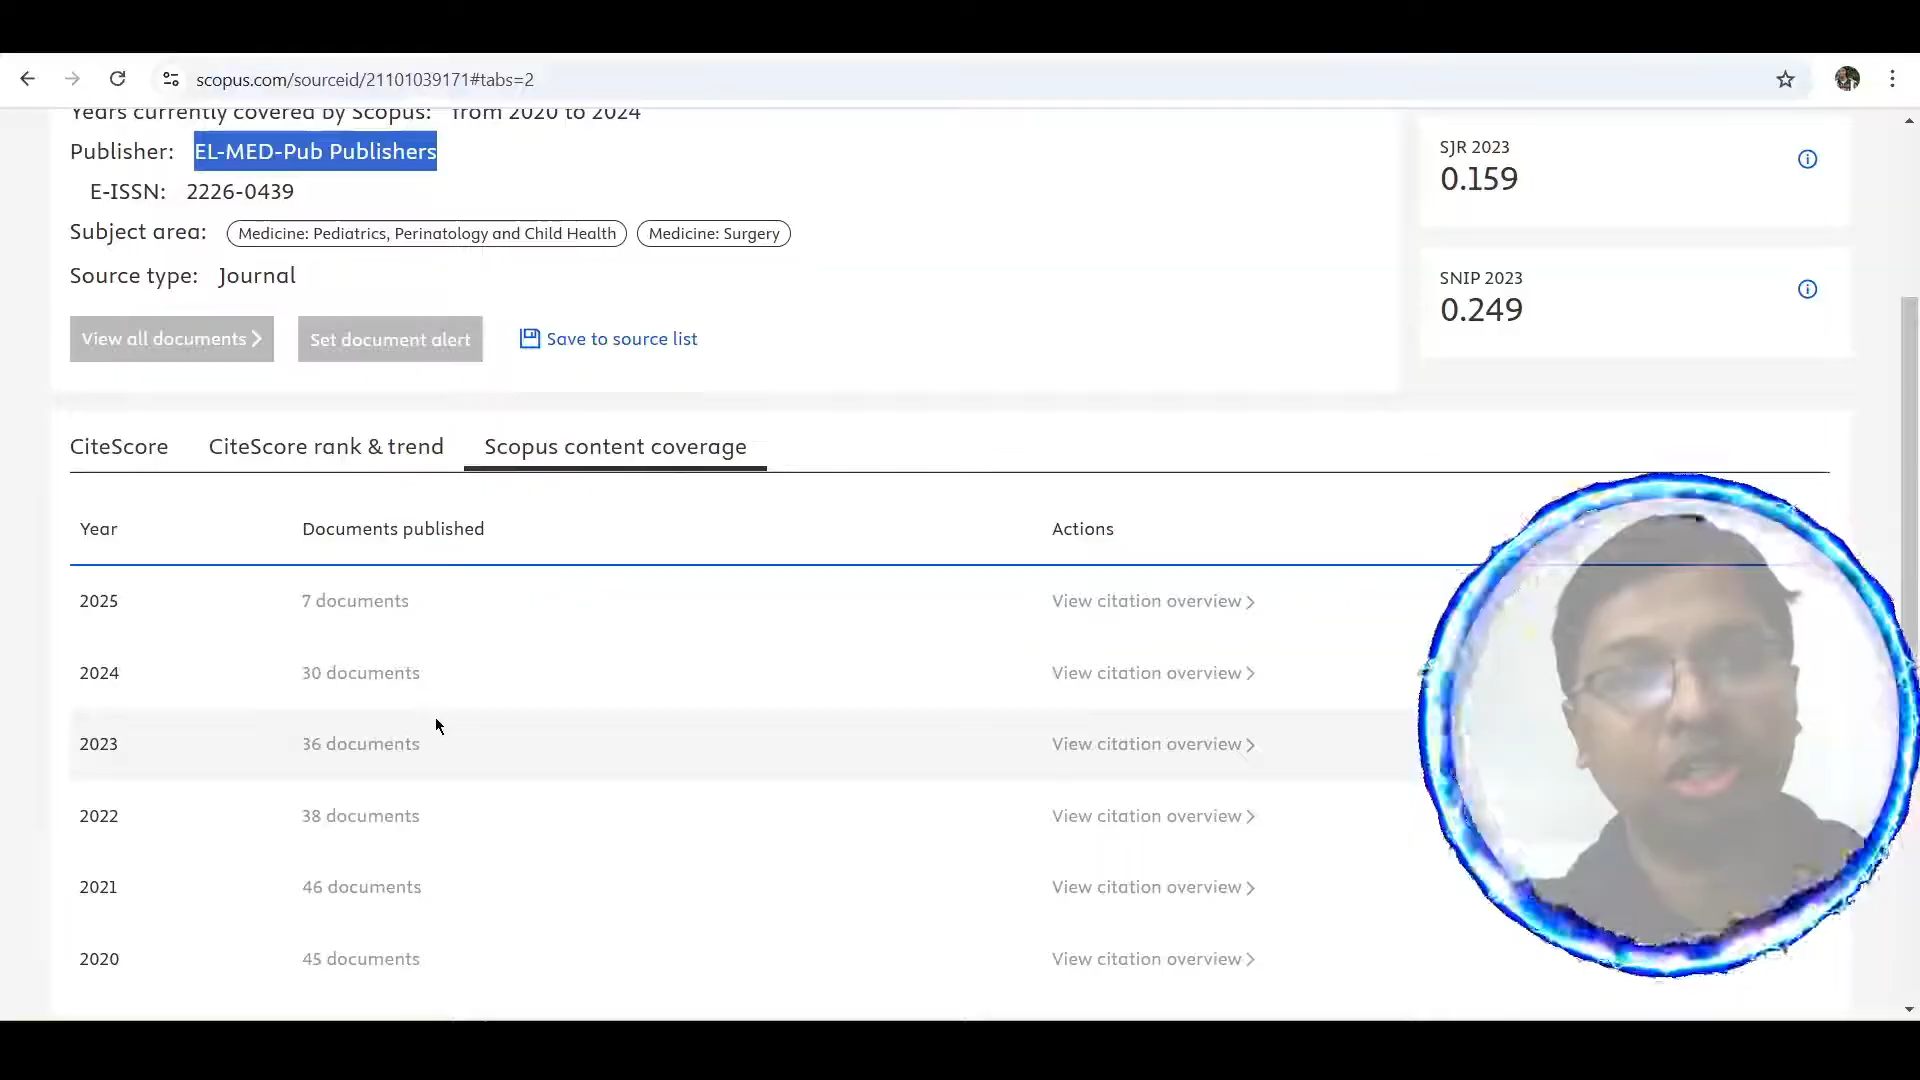 scopus.com/sourceid/21101039171#tabs=2
Years currently covered by Scopus: from 2020 to 2024
Publisher: EL-MED-Pub Publishers
E-ISSN: 2226-0439
Subject area: Medicine: Pediatrics, Perinatology and Child Health Medicine: Surgery
Source type: Journal
View all documents
Set document alert
Save to source list
SJR 2023
0.159
SNIP 2023
0.249
CiteScore CiteScore rank & trend Scopus content coverage
Year Documents published Actions
2025 7 documents View citation overview
2024 30 documents View citation overview
2023 36 documents View citation overview
2022 38 documents View citation overview
2021 46 documents View citation overview
2020 45 documents View citation overview